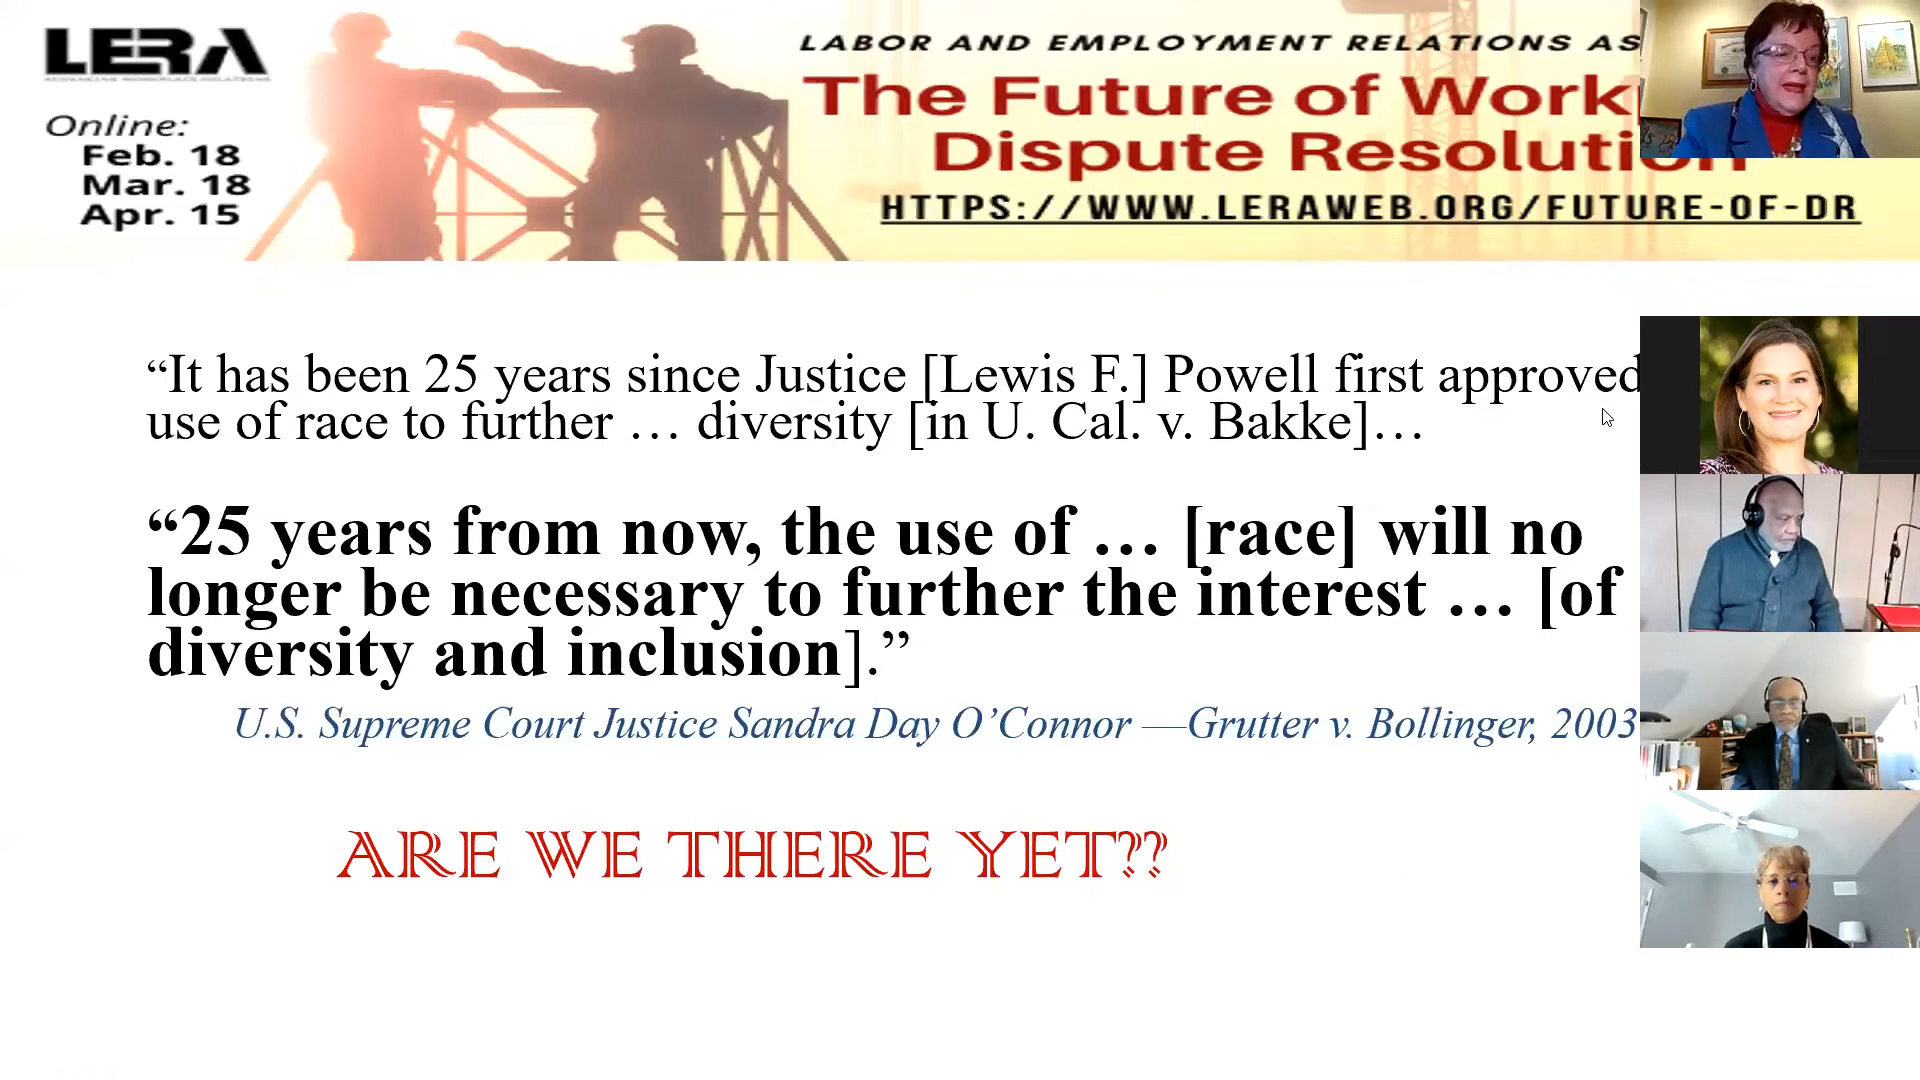 LERA
Online:
Feb. 18
Mar. 18
Apr. 15
LABOR AND EMPLOYMENT RELATIONS AS
The Future of Work
Dispute Resolution
HTTPS://WWW.LERAWEB.ORG/FUTURE-OF-DR
“It has been 25 years since Justice [Lewis F.] Powell first approved
use of race to further … diversity [in U. Cal. v. Bakke]…
“25 years from now, the use of … [race] will no
longer be necessary to further the interest … [of
diversity and inclusion].”
U.S. Supreme Court Justice Sandra Day O’Connor —Grutter v. Bollinger, 2003
ARE WE THERE YET??